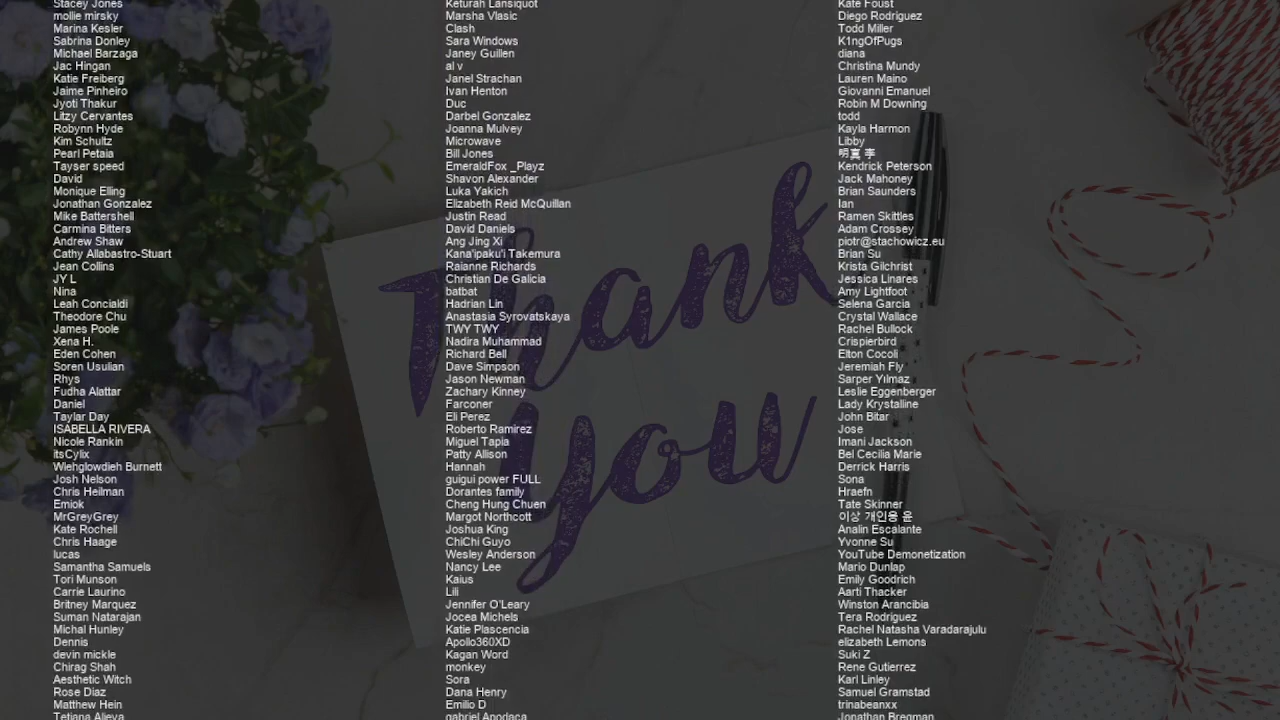 Stacey Jones
mollie mirsky
Marina Kesler
Sabrina Donley
Michael Barzaga
Jac Hingan
Katie Freiberg
Jaime Pinheiro
Jyoti Thakur
Litzy Cervantes
Robynn Hyde
Kim Schultz
Pearl Petaia
Tayser speed
David
Monique Elling
Jonathan Gonzalez
Mike Battershell
Carmina Bitters
Andrew Shaw
Cathy Allabastro-Stuart
Jean Collins
JY L
Nina
Leah Concialdi
Theodore Chu
James Poole
Xena H.
Eden Cohen
Soren Usulian
Rhys
Fudha Alattar
Daniel
Taylar Day
ISABELLA RIVERA
Nicole Rankin
itsCylix
Wiehglowdieh Burnett
Josh Nelson
Chris Heilman
Emiok
MrGreyGrey
Kate Rochell
Chris Haage
lucas
Samantha Samuels
Tori Munson
Carrie Laurino
Britney Marquez
Suman Natarajan
Michal Hunley
Dennis
devin mickle
Chirag Shah
Aesthetic Witch
Rose Diaz
Matthew Hein
Tetiana Alieva
Keturah Lansiquot
Marsha Vlasic
Clash
Sara Windows
Janey Guillen
al v
Janel Strachan
Ivan Henton
Duc
Darbel Gonzalez
Joanna Mulvey
Microwave
Bill Jones
EmeraldFox _Playz
Shavon Alexander
Luka Yakich
Elizabeth Reid McQuillan
Justin Read
David Daniels
Ang Jing Xi
Kana'ipaku'i Takemura
Raianne Richards
Christian De Galicia
batbat
Hadrian Lin
Anastasia Syrovatskaya
TWY TWY
Nadira Muhammad
Richard Bell
Dave Simpson
Jason Newman
Zachary Kinney
Farconer
Eli Perez
Roberto Ramirez
Miguel Tapia
Patty Allison
Hannah
guigui power FULL
Dorantes family
Cheng Hung Chuen
Margot Northcott
Joshua King
ChiChi Guyo
Wesley Anderson
Nancy Lee
Kaius
Lili
Jennifer O'Leary
Jocea Michels
Katie Plascencia
Apollo360XD
Kagan Word
monkey
Sora
Dana Henry
Emilio D
gabriel Apodaca
Kate Foust
Diego Rodriguez
Todd Miller
K1ngOfPugs
diana
Christina Mundy
Lauren Maino
Giovanni Emanuel
Robin M Downing
todd
Kayla Harmon
Libby
明真 李
Kendrick Peterson
Jack Mahoney
Brian Saunders
Ian
Ramen Skittles
Adam Crossey
piotr@stachowicz.eu
Brian Su
Krista Gilchrist
Jessica Linares
Amy Lightfoot
Selena Garcia
Crystal Wallace
Rachel Bullock
Crispierbird
Elton Cocoli
Jeremiah Fly
Sarper Yılmaz
Leslie Eggenberger
Lady Krystalline
John Bitar
Jose
Imani Jackson
Bel Cecilia Marie
Derrick Harris
Sona
Hraefn
Tate Skinner
이상 개인용 윤
Analin Escalante
Yvonne Su
YouTube Demonetization
Mario Dunlap
Emily Goodrich
Aarti Thacker
Winston Arancibia
Tera Rodriguez
Rachel Natasha Varadarajulu
elizabeth Lemons
Suki Z
Rene Gutierrez
Karl Linley
Samuel Gramstad
trinabeanxx
Jonathan Bregman
Thank
you